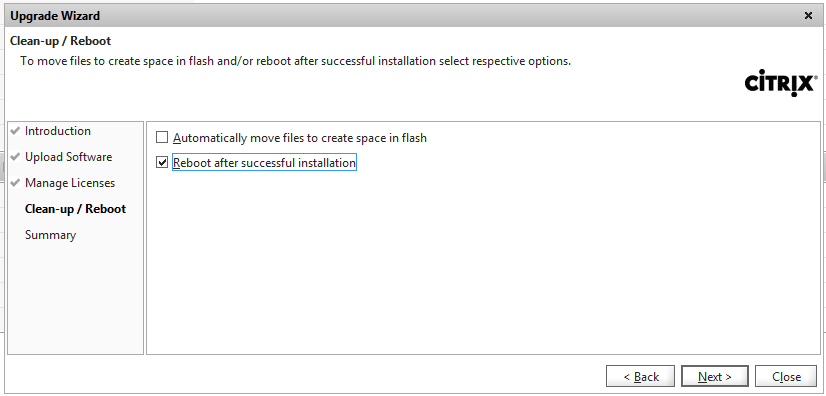 Upgrade Wizard
Clean-up / Reboot
To move files to create space in flash and/or reboot after successful installation select respective options.
CİTRIX®
Introduction
Upload Software
Manage Licenses
Clean-up / Reboot
Summary
Automatically move files to create space in flash
Reboot after successful installation
< Back
Next >
Close